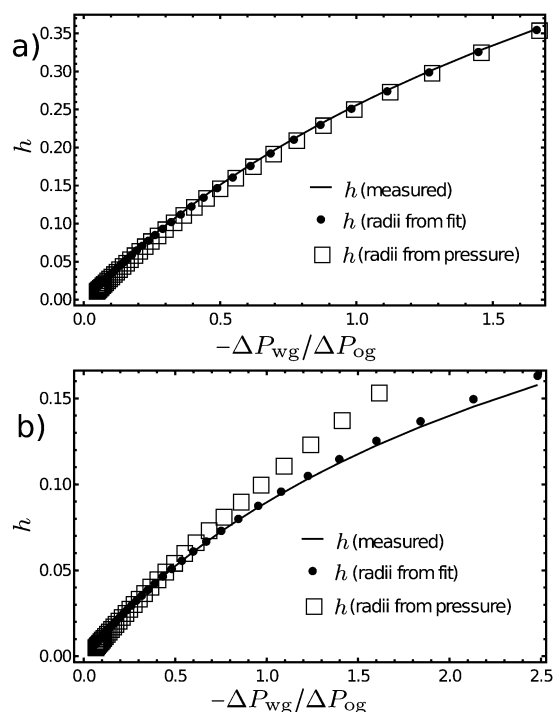 a)
0.35
0.30
0.25
0.20
0.15
0.10
0.05
0.00
h
h (measured)
h (radii from fit)
h (radii from pressure)
0.0 0.5 1.0 1.5
−ΔP_wg/ΔP_og
b)
0.15
0.10
0.05
0.00
h
h (measured)
h (radii from fit)
h (radii from pressure)
0.0 0.5 1.0 1.5 2.0 2.5
−ΔP_wg/ΔP_og